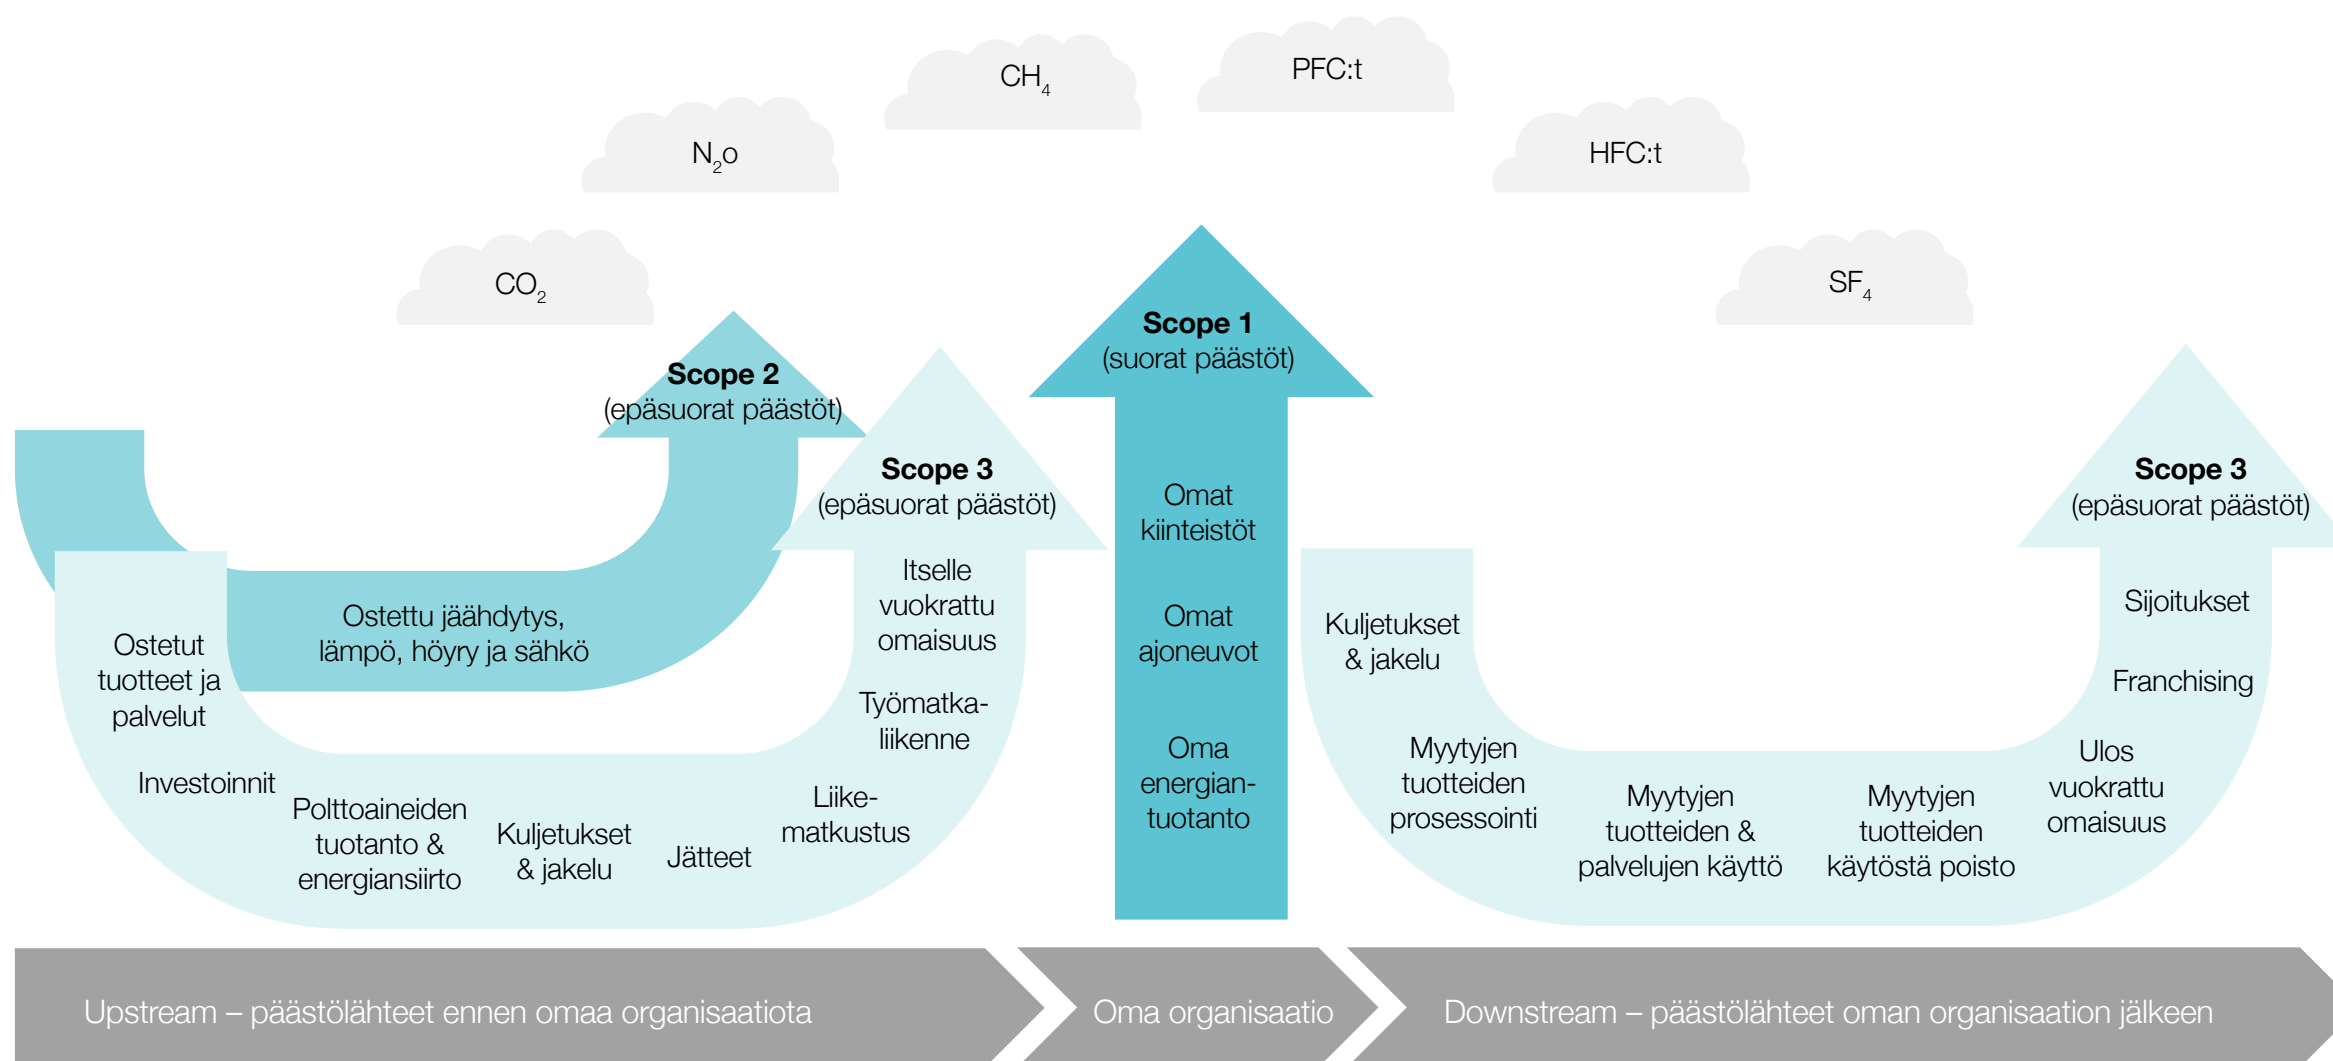 CH₄
PFC:t
N₂o
HFC:t
CO₂
SF₄
Scope 1
(suorat päästöt)
Scope 2
(epäsuorat päästöt)
Scope 3
(epäsuorat päästöt)
Scope 3
(epäsuorat päästöt)
Ostettu jäähdytys,
lämpö, höyry ja sähkö
Ostetut
tuotteet ja
palvelut
Investoinnit
Polttoaineiden
tuotanto &
energiansiirto
Kuljetukset
& jakelu
Jätteet
Liike-
matkustus
Työmatka-
liikenne
Itselle
vuokrattu
omaisuus
Omat
kiinteistöt
Omat
ajoneuvot
Oma
energian-
tuotanto
Kuljetukset
& jakelu
Myytyjen
tuotteiden
prosessointi
Myytyjen
tuotteiden &
palvelujen käyttö
Myytyjen
tuotteiden
käytöstä poisto
Ulos
vuokrattu
omaisuus
Franchising
Sijoitukset
Upstream – päästölähteet ennen omaa organisaatiota
Oma organisaatio
Downstream – päästölähteet oman organisaation jälkeen